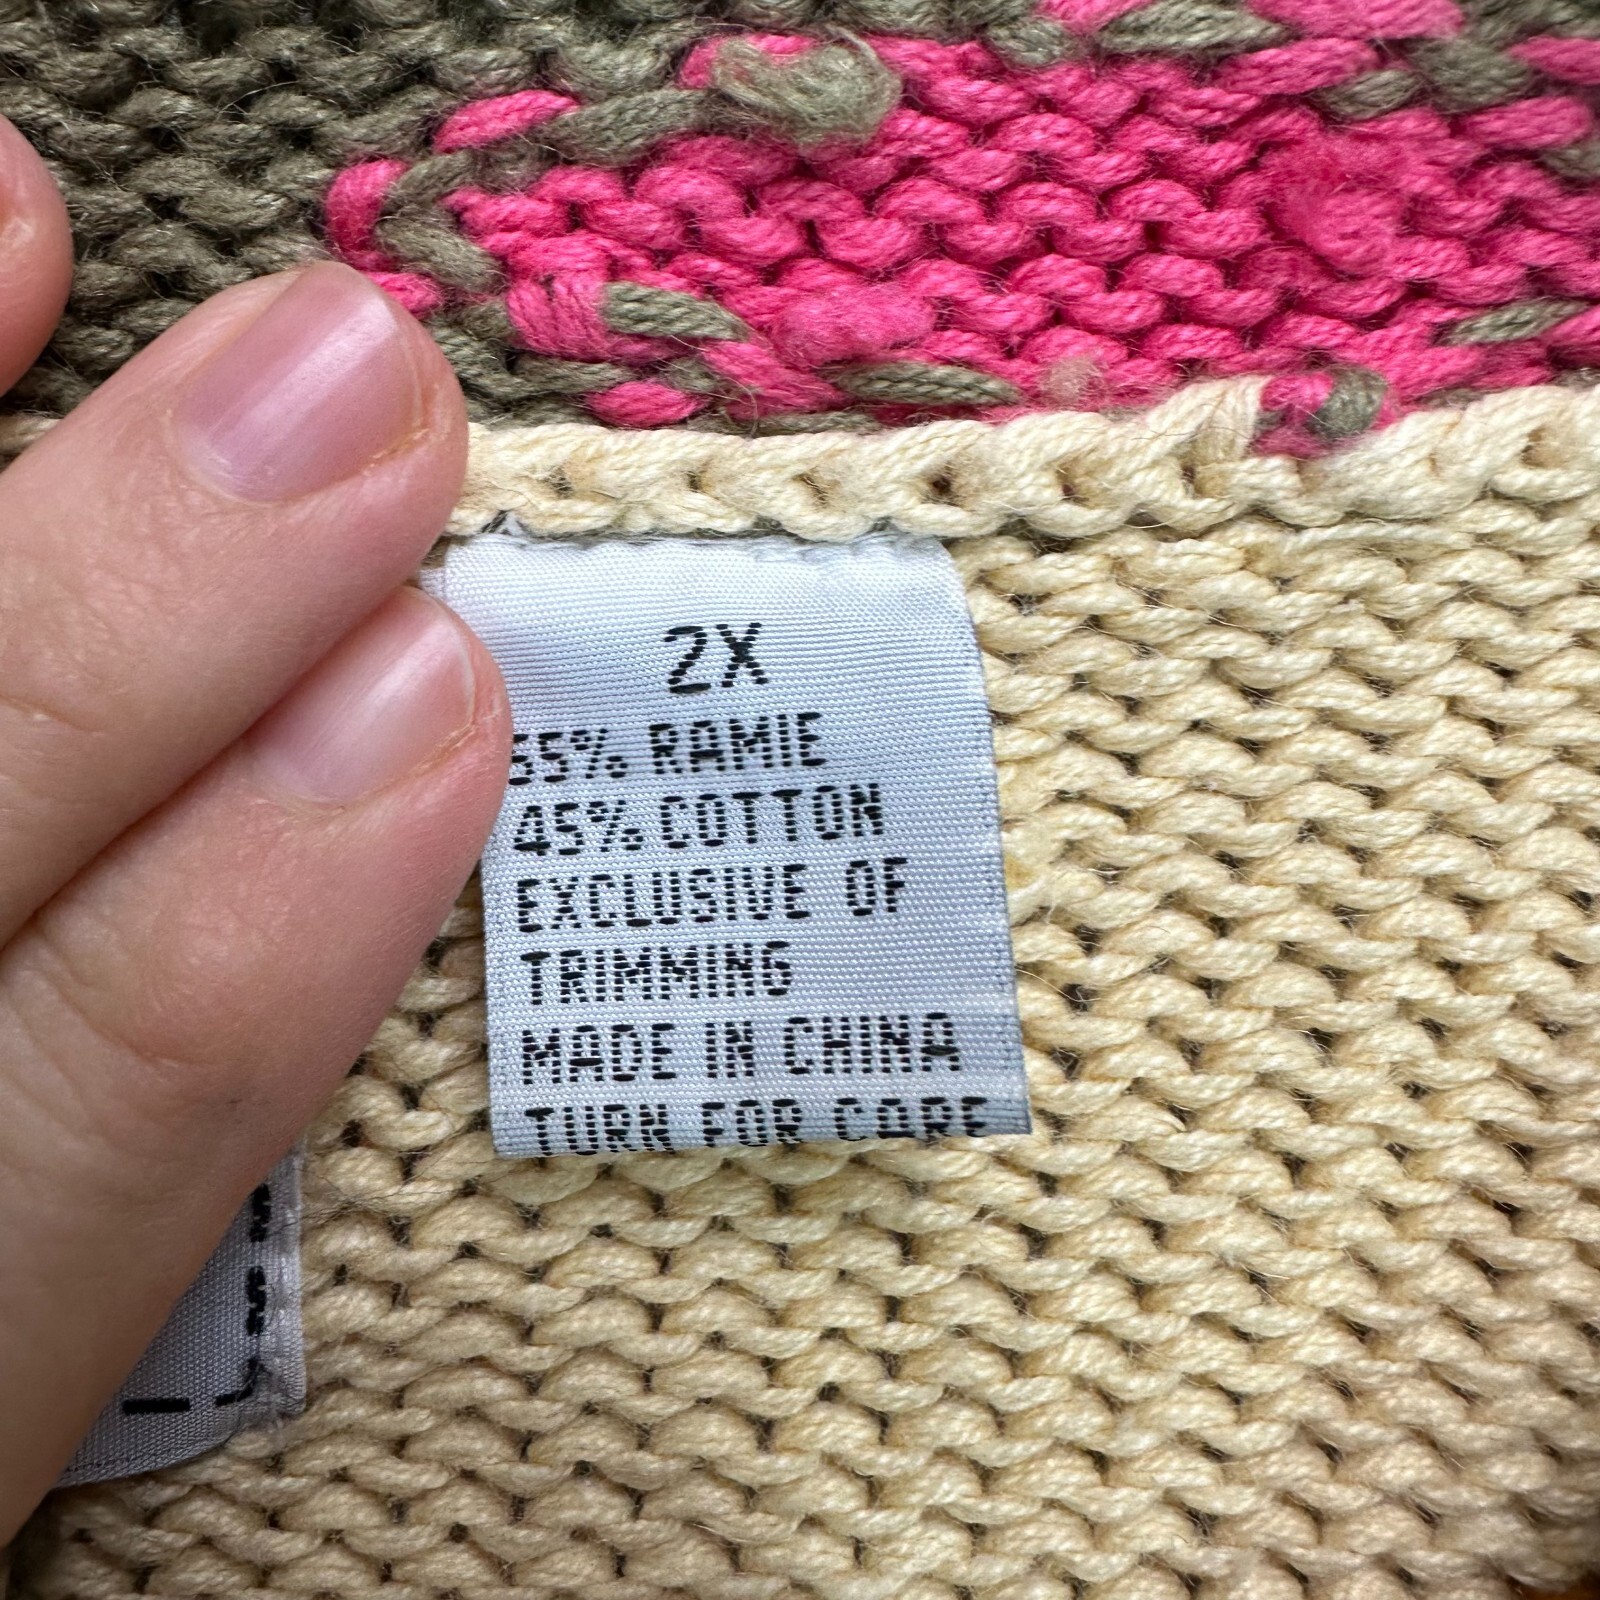 2X
55% RAMIE
45% COTTON
EXCLUSIVE OF
TRIMMING
MADE IN CHINA
TURN FOR CARE